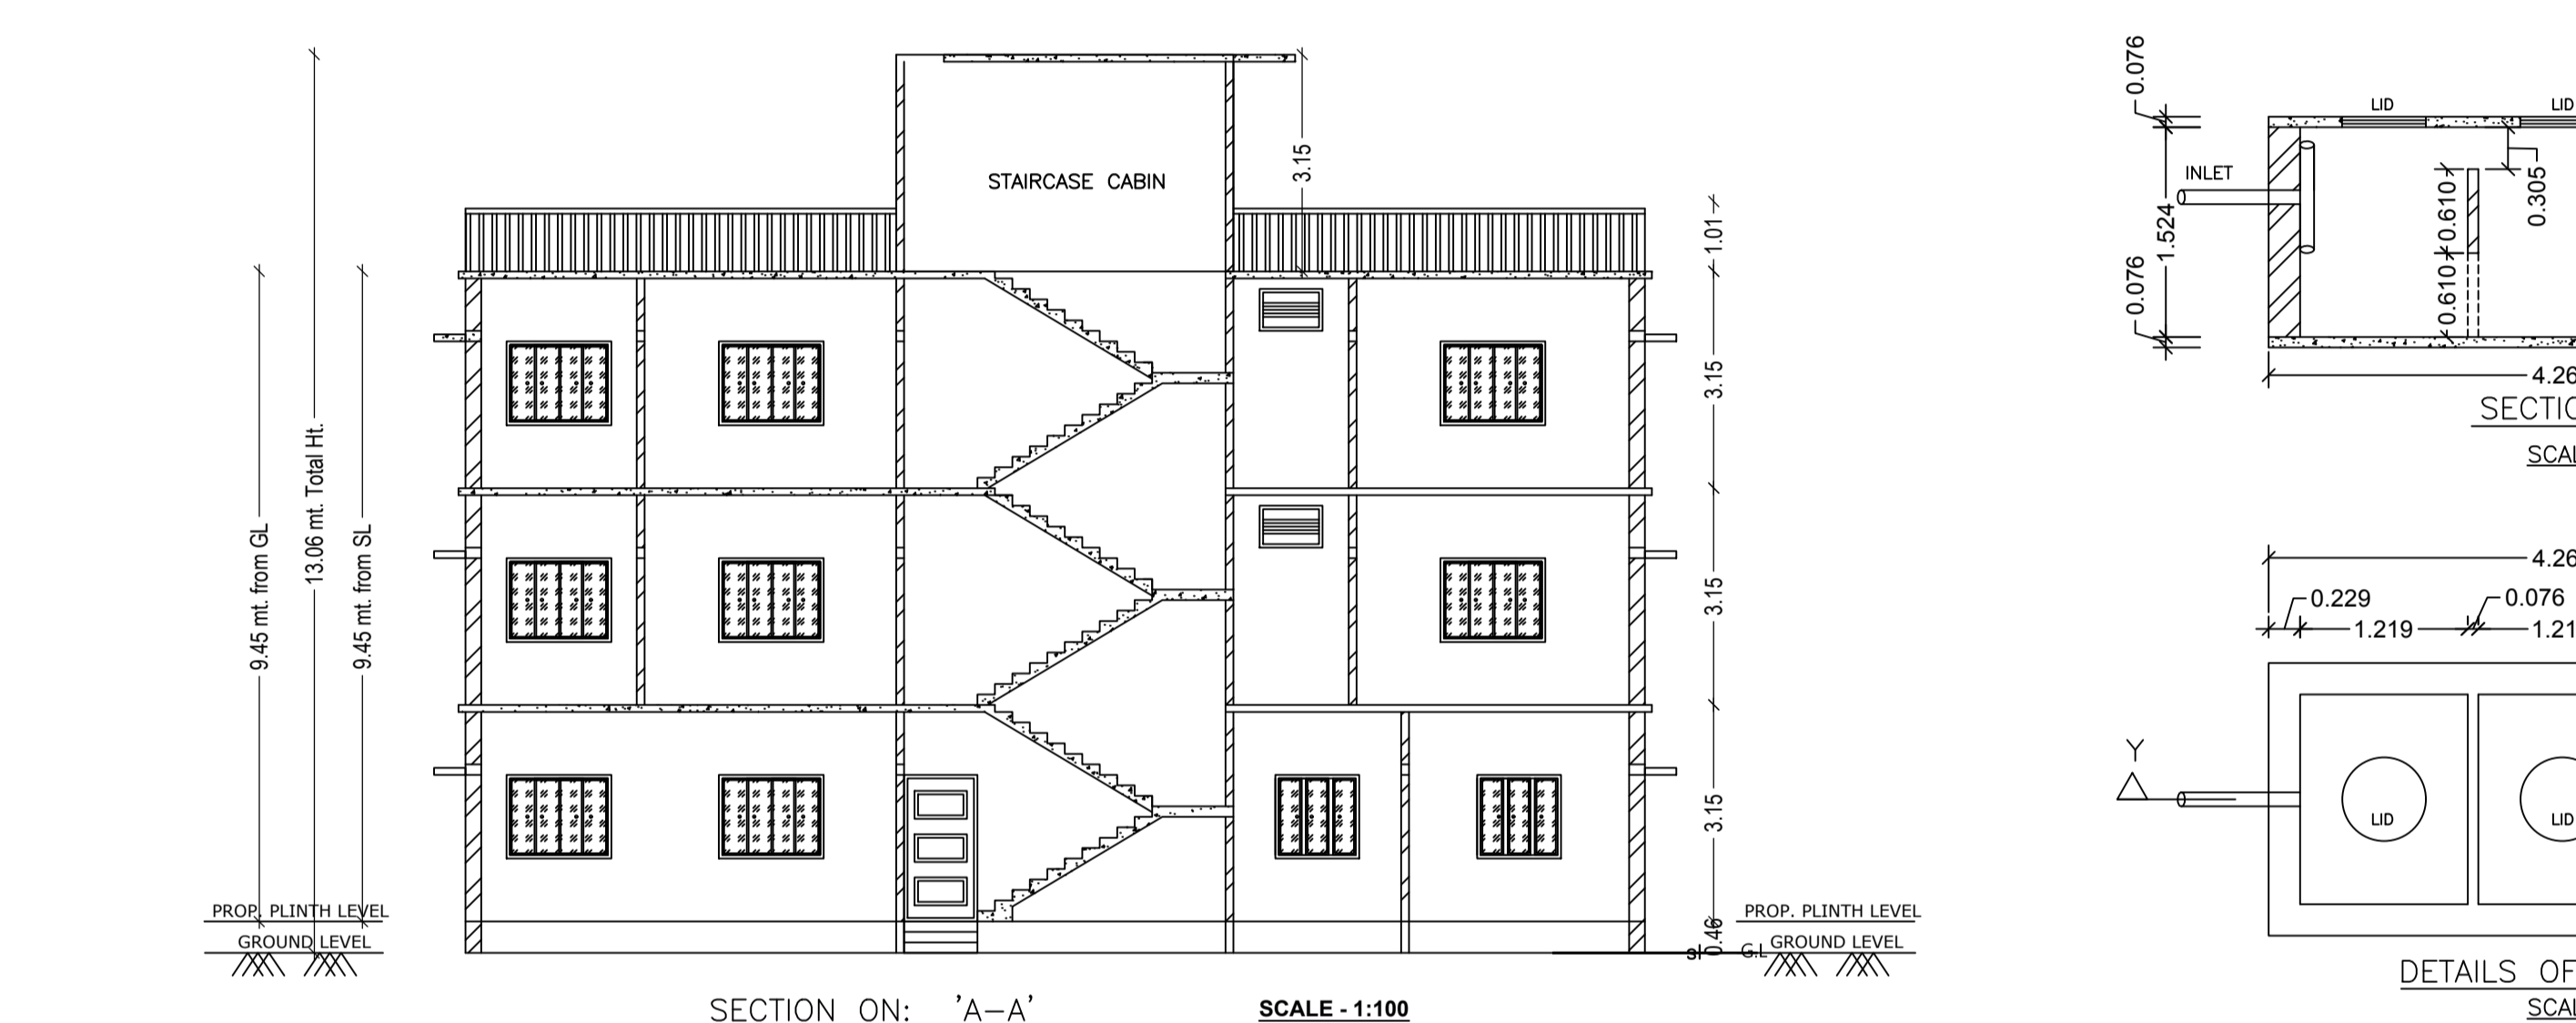 9.45 mt. from GL
13.06 mt. Total Ht.
9.45 mt. from SL
PROP. PLINTH LEVEL
GROUND LEVEL
STAIRCASE CABIN
3.15
1.01
3.15
3.15
3.15
0.46
PROP. PLINTH LEVEL
G.L
GROUND LEVEL
SECTION ON: 'A-A'
SCALE - 1:100
0.076
1.524
0.076
INLET
LID
LID
0.610
0.610
0.305
4.26
SECTIO
SCAL
4.26
0.229
0.076
1.219
1.21
Y
LID
LID
DETAILS OF
SCAL